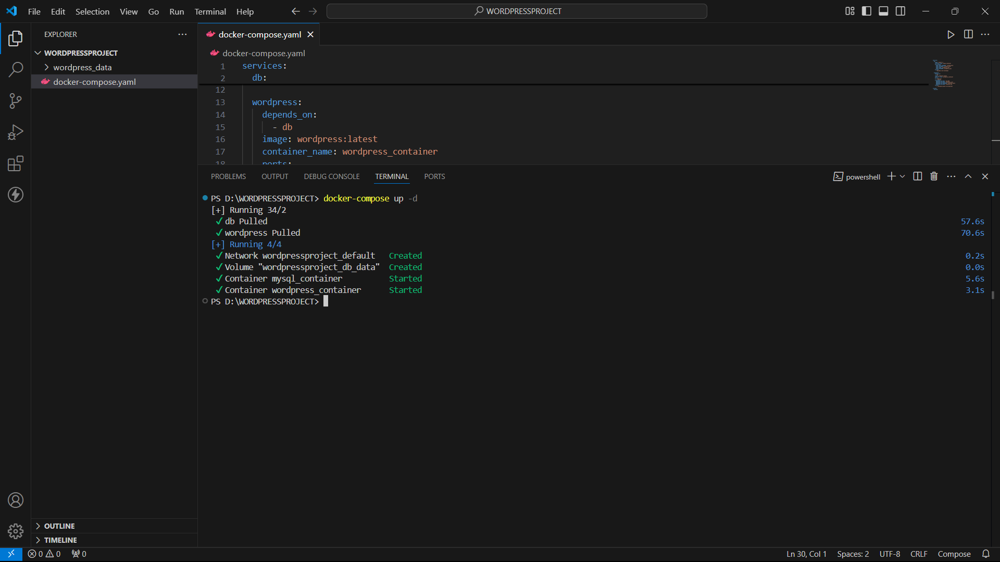 File Edit Selection View Go Run Terminal Help
WORDPRESSPROJECT
EXPLORER
WORDPRESSPROJECT
wordpress_data
docker-compose.yaml
OUTLINE
TIMELINE
docker-compose.yaml
docker-compose.yaml
1 services:
2 db:
12
13 wordpress:
14 depends_on:
15 - db
16 image: wordpress:latest
17 container_name: wordpress_container
18 ports:
PROBLEMS OUTPUT DEBUG CONSOLE TERMINAL PORTS
powershell
PS D:\WORDPRESSPROJECT> docker-compose up -d
[+] Running 34/2
✓ db Pulled 57.6s
✓ wordpress Pulled 70.6s
[+] Running 4/4
✓ Network wordpressproject_default Created 0.2s
✓ Volume "wordpressproject_db_data" Created 0.0s
✓ Container mysql_container Started 5.6s
✓ Container wordpress_container Started 3.1s
PS D:\WORDPRESSPROJECT>
0 0 0
Ln 30, Col 1 Spaces: 2 UTF-8 CRLF Compose